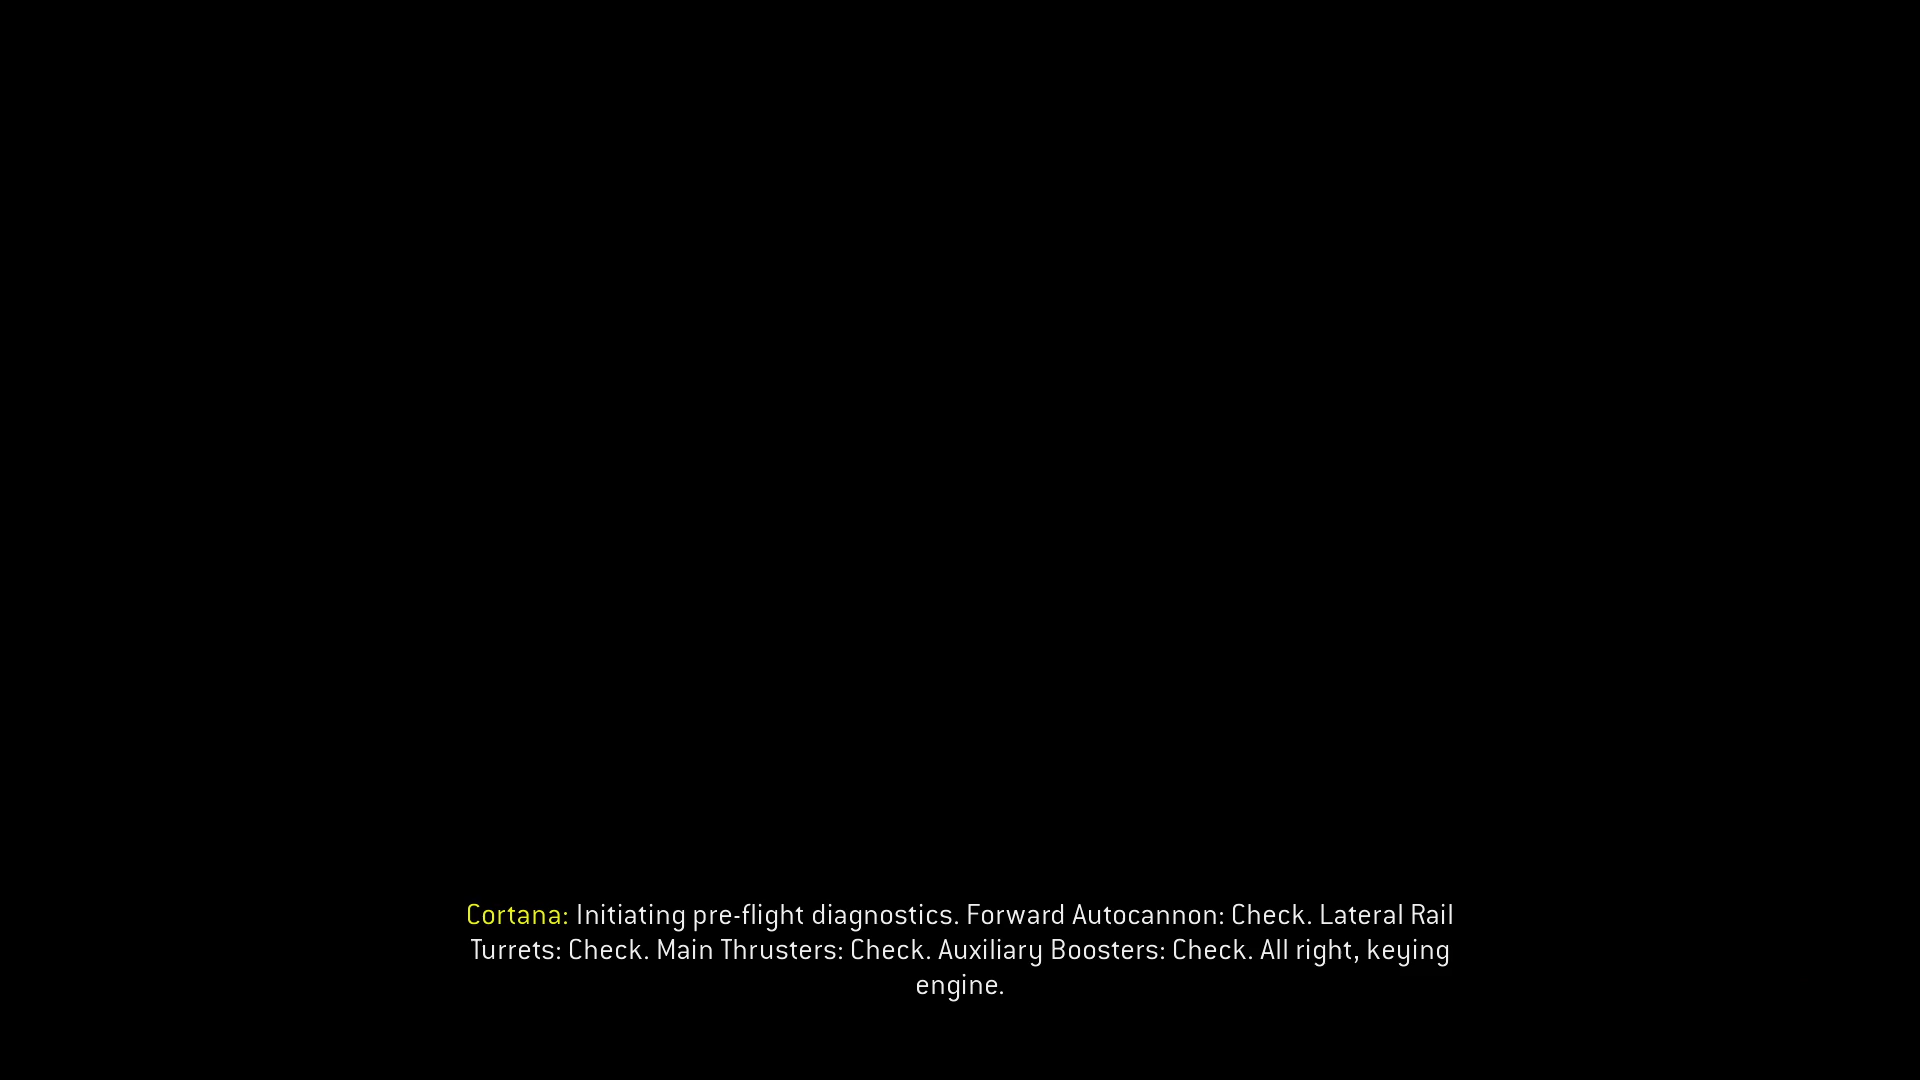 Cortana: Initiating pre-flight diagnostics. Forward Autocannon: Check. Lateral Rail
Turrets: Check. Main Thrusters: Check. Auxiliary Boosters: Check. All right, keying
engine.